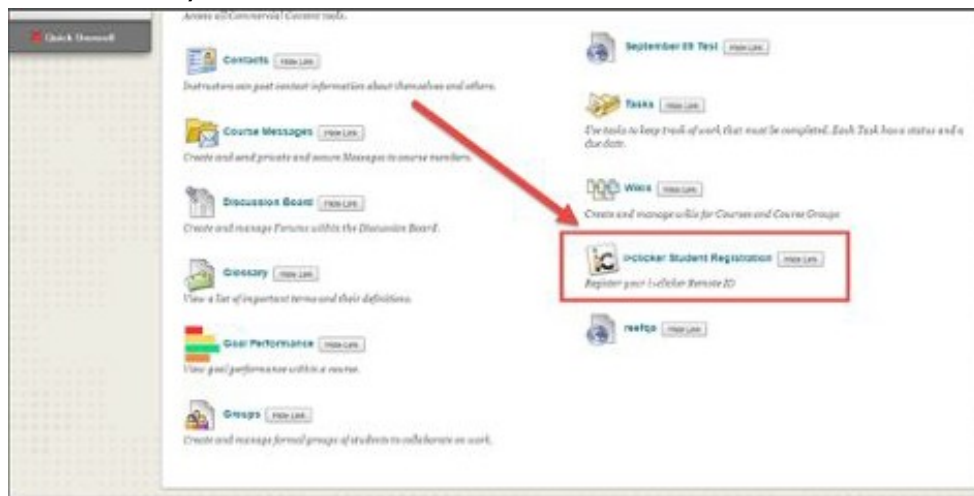 Access all Commercial Content tools.
Quick Unenroll
Contacts Hide Link
Instructors can post contact information about themselves and others.
Course Messages Hide Link
Create and send private and secure Messages to course members.
Discussion Board Hide Link
Create and manage Forums within the Discussion Board.
Glossary Hide Link
View a list of important terms and their definitions.
Goal Performance Hide Link
View goal performance within a course.
Groups Hide Link
Create and manage formal groups of students to collaborate on work.
September 09 Test Hide Link
Tasks Hide Link
Use tasks to keep track of work that must be completed. Each Task has a status and a
due date.
Wikis Hide Link
Create and manage wikis for Courses and Course Groups
i>clicker Student Registration Hide Link
Register your i>clicker Remote ID
Hide Link